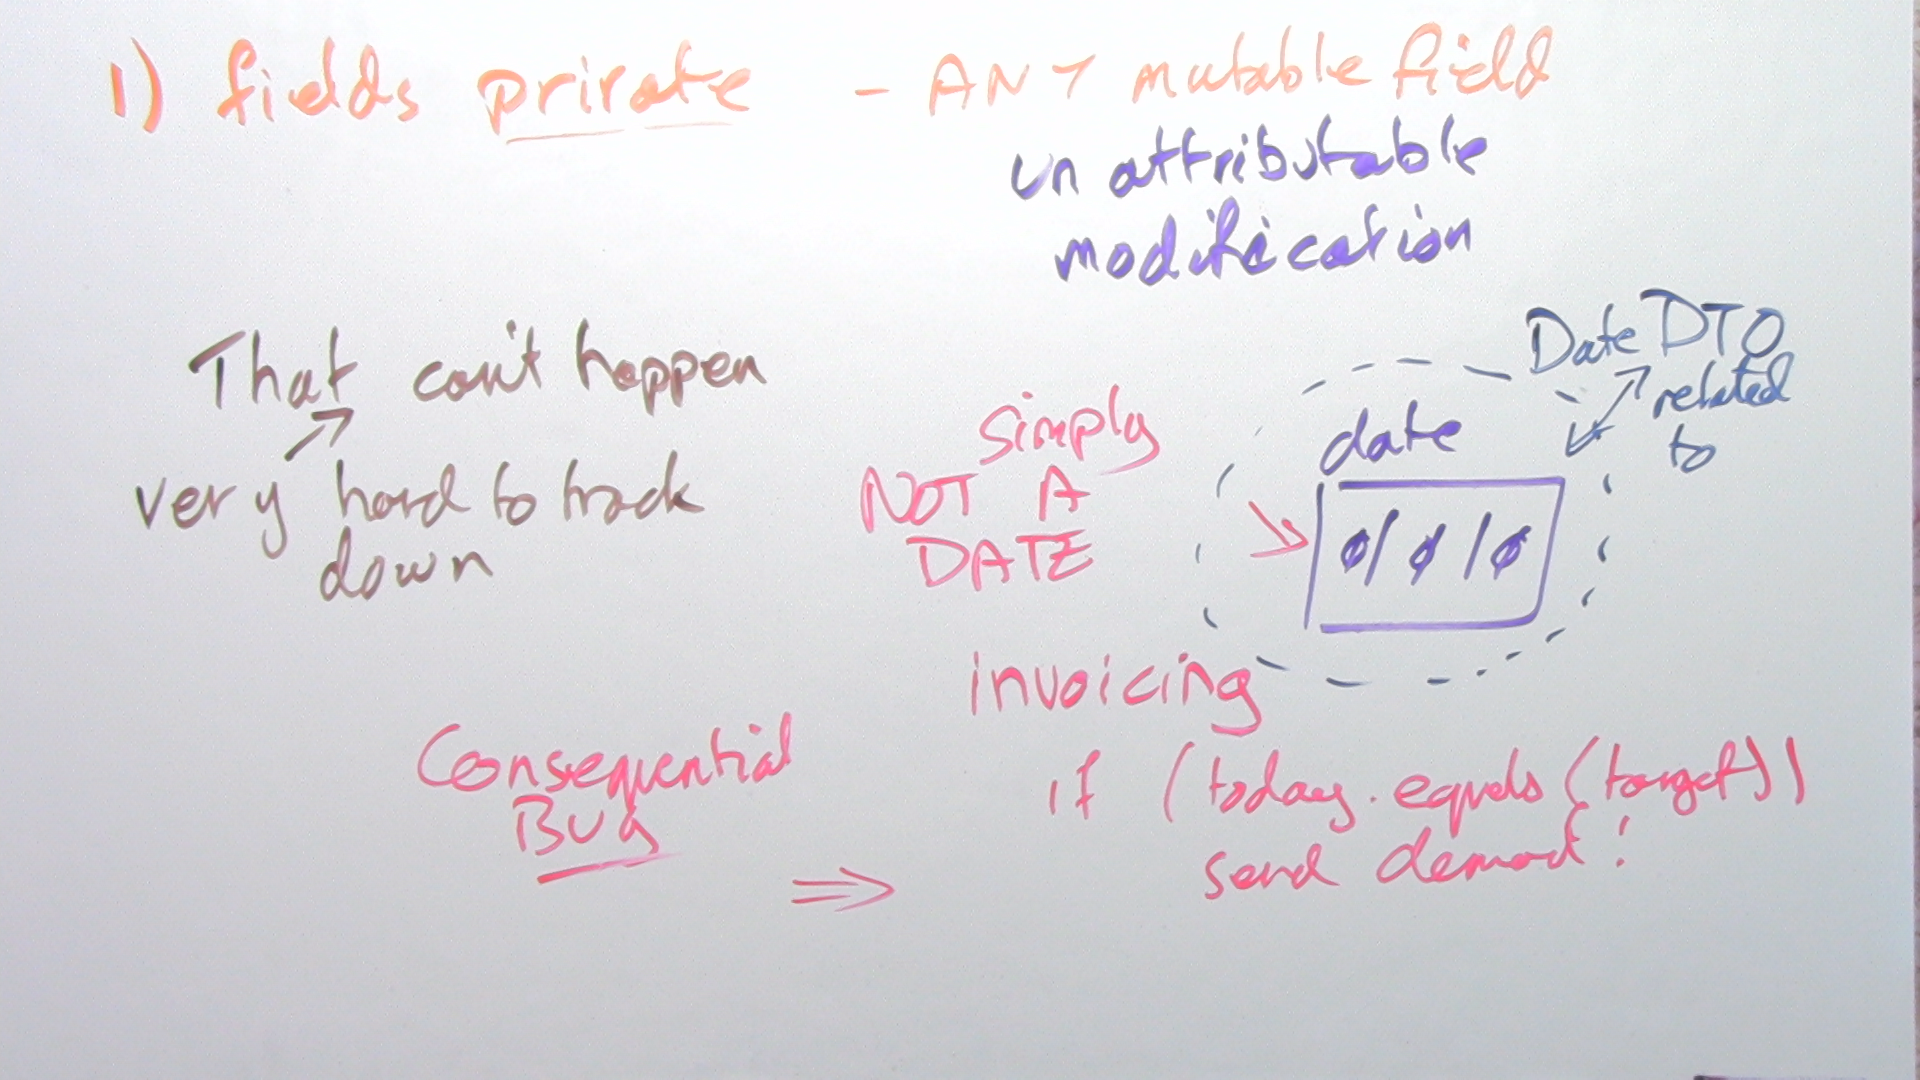 1) fields private - ANY mutable field
un attributable
modification
That can't happen
very hard to track
down
simply
NOT A
DATE
date
Date DTO
related
to
0/0/0
invoicing
Consequential
Bug
if (today.equals(target))
send demand!